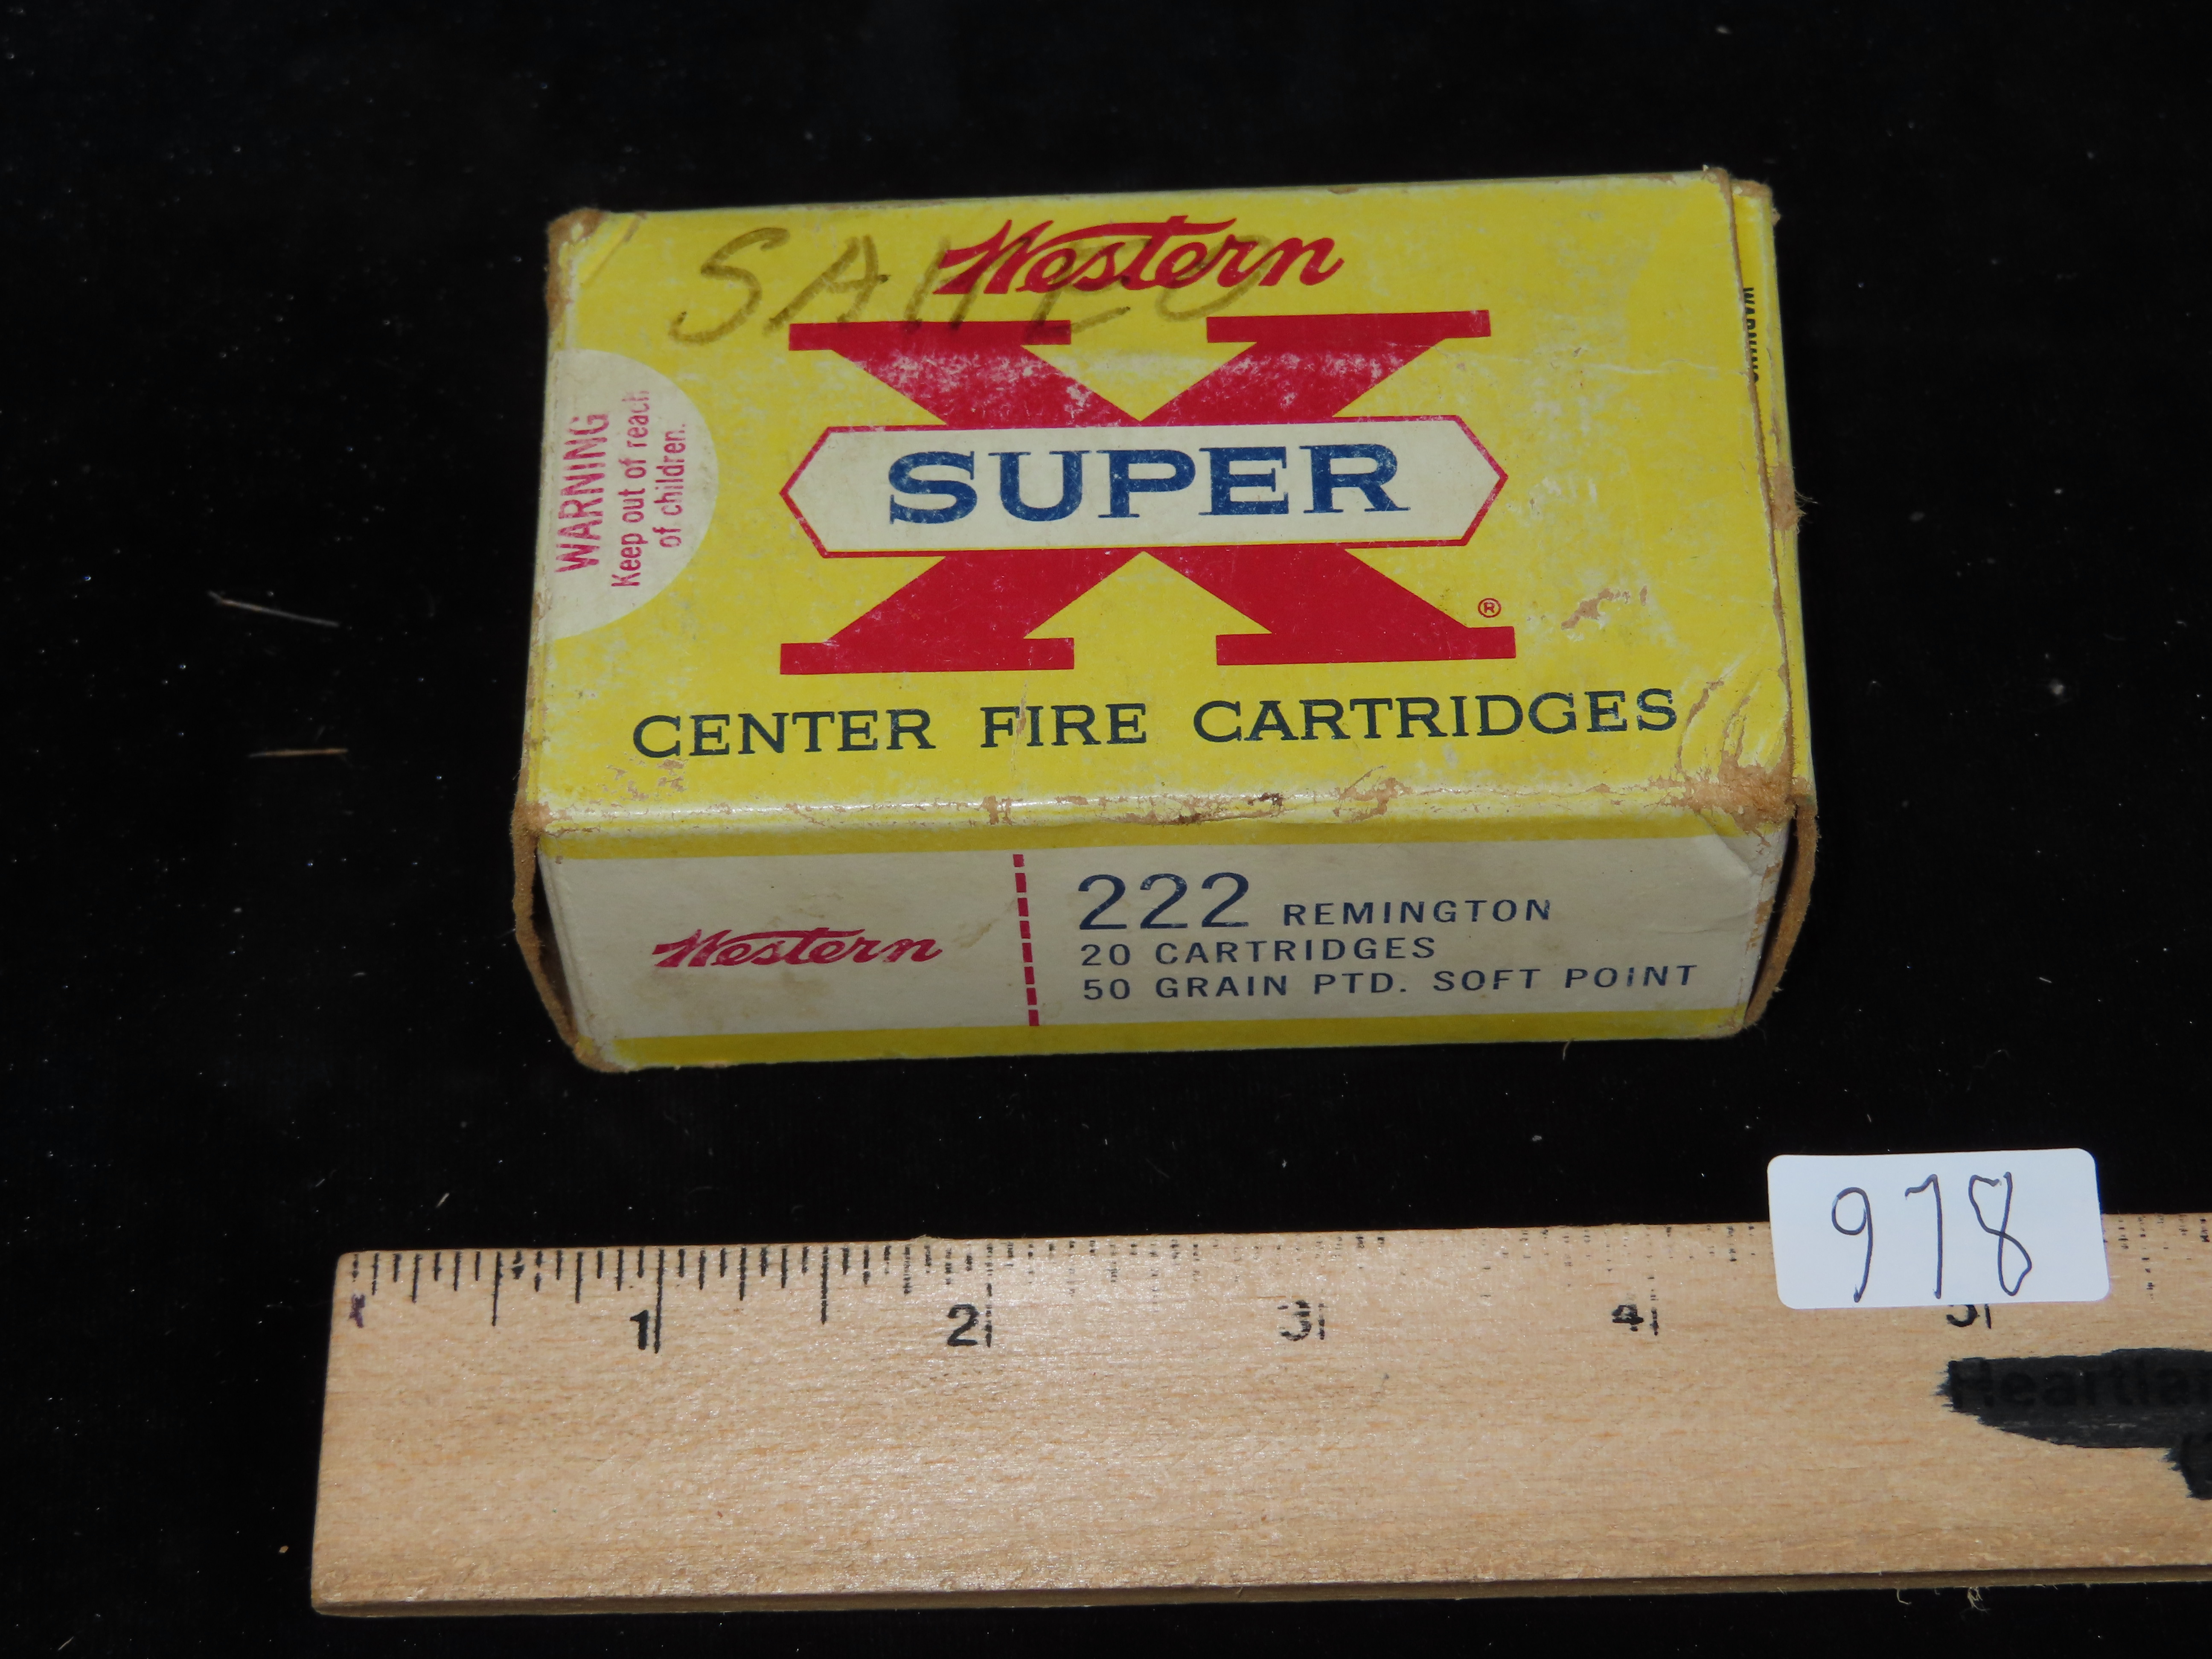 Western
X
SUPER
®
CENTER FIRE CARTRIDGES
WARNING
Keep out of reach
of children.
Western
222 REMINGTON
20 CARTRIDGES
50 GRAIN PTD. SOFT POINT
978
1 2 3 4 5